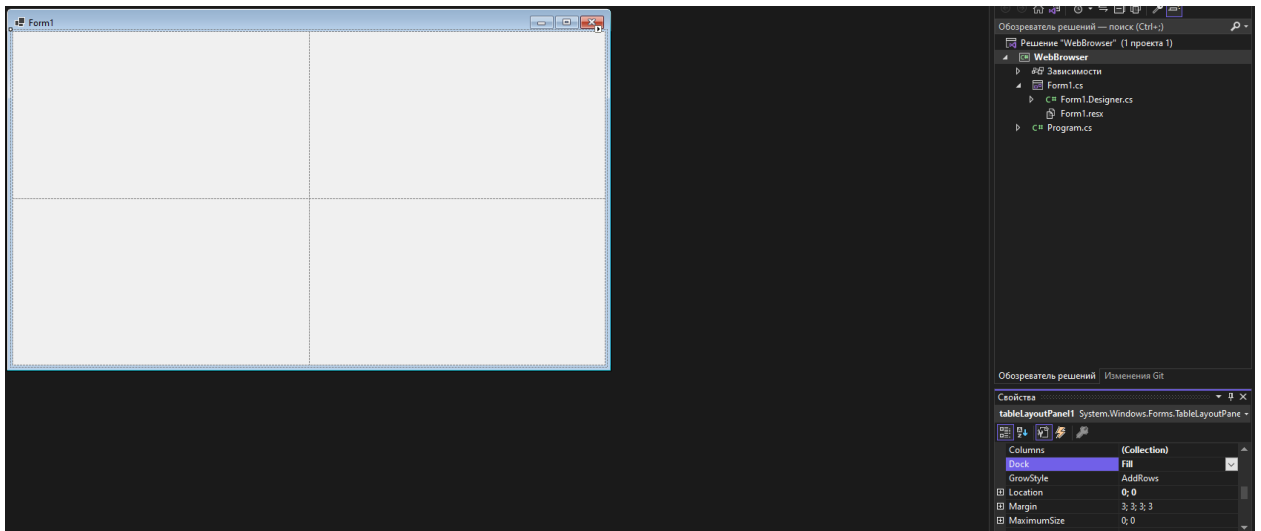 Form1
Обозреватель решений — поиск (Ctrl+;)
Решение "WebBrowser" (1 проекта 1)
C# WebBrowser
Зависимости
Form1.cs
C# Form1.Designer.cs
Form1.resx
C# Program.cs
Обозреватель решений Изменения Git
Свойства
tableLayoutPanel1 System.Windows.Forms.TableLayoutPane
Columns (Collection)
Dock Fill
GrowStyle AddRows
Location 0; 0
Margin 3; 3; 3; 3
MaximumSize 0; 0